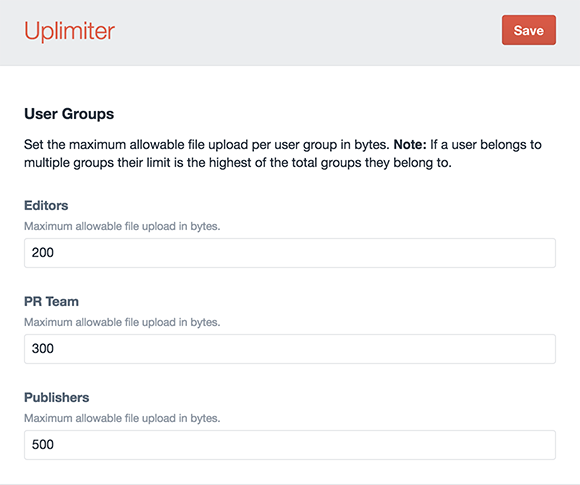 Uplimiter
Save
User Groups
Set the maximum allowable file upload per user group in bytes. Note: If a user belongs to
multiple groups their limit is the highest of the total groups they belong to.
Editors
Maximum allowable file upload in bytes.
200
PR Team
Maximum allowable file upload in bytes.
300
Publishers
Maximum allowable file upload in bytes.
500